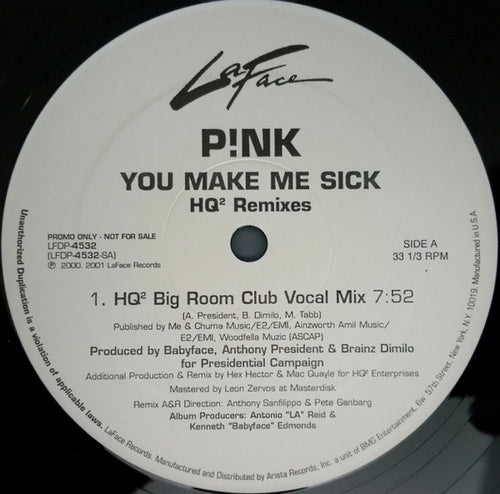 LaFace
P!NK
YOU MAKE ME SICK
HQ² Remixes
PROMO ONLY - NOT FOR SALE
LFDP-4532
(LFDP-4532-SA)
℗ 2000, 2001 LaFace Records
SIDE A
33 1/3 RPM
1. HQ² Big Room Club Vocal Mix 7:52
(A. President, B. Dimilo, M. Tabb)
Published by Me & Chuma Music/E2/EMI, Ainzworth Amil Music/
E2/EMI, Woodfella Muzic (ASCAP)
Produced by Babyface, Anthony President & Brainz Dimilo
for Presidential Campaign
Additional Production & Remix by Hex Hector & Mac Quayle for HQ² Enterprises
Mastered by Leon Zervos at Masterdisk
Remix A&R Direction: Anthony Sanfilippo & Pete Ganbarg
Album Producers: Antonio "LA" Reid &
Kenneth "Babyface" Edmonds
Unauthorized Duplication is a violation of applicable laws. LaFace Records. Manufactured and Distributed by Arista Records, Inc. a unit of BMG Entertainment, 6w. 57th Street, New York, N.Y. 10019. Manufactured in U.S.A.